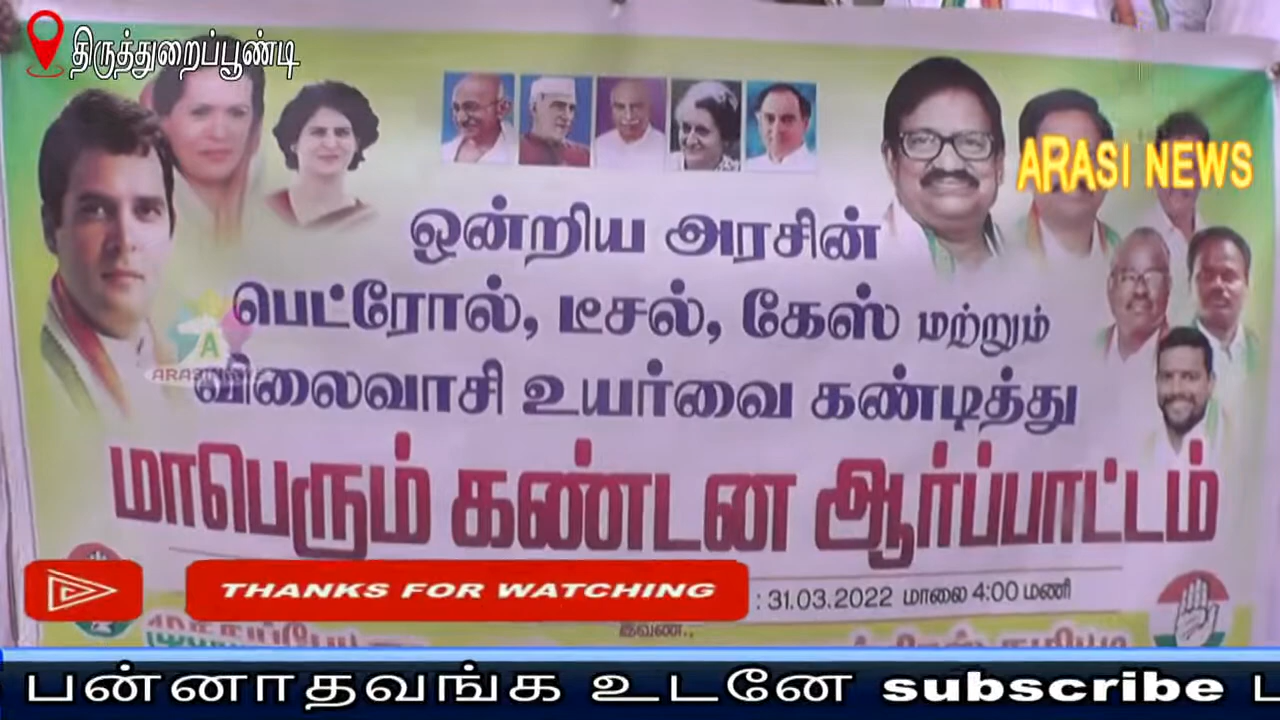 திருத்துறைப்பூண்டி
ARASI NEWS
ஒன்றிய அரசின்
பெட்ரோல், டீசல், கேஸ் மற்றும்
விலைவாசி உயர்வை கண்டித்து
மாபெரும் கண்டன ஆர்ப்பாட்டம்
THANKS FOR WATCHING
: 31.03.2022 மாலை 4:00 மணி
இவண்.,
பன்னாதவங்க உடனே subscribe